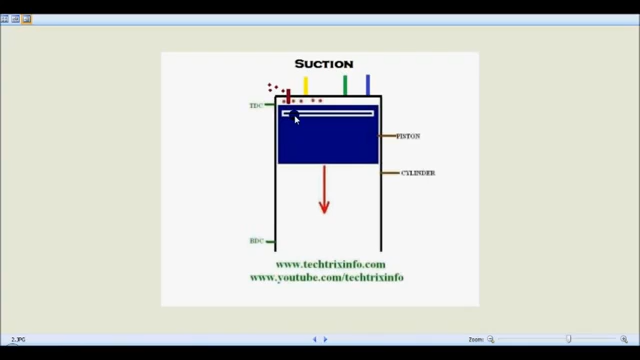 SUCTION
TDC
PISTON
CYLINDER
BDC
www.techtrixinfo.com
www.youtube.com/techtrixinfo
2.JPG
Zoom: